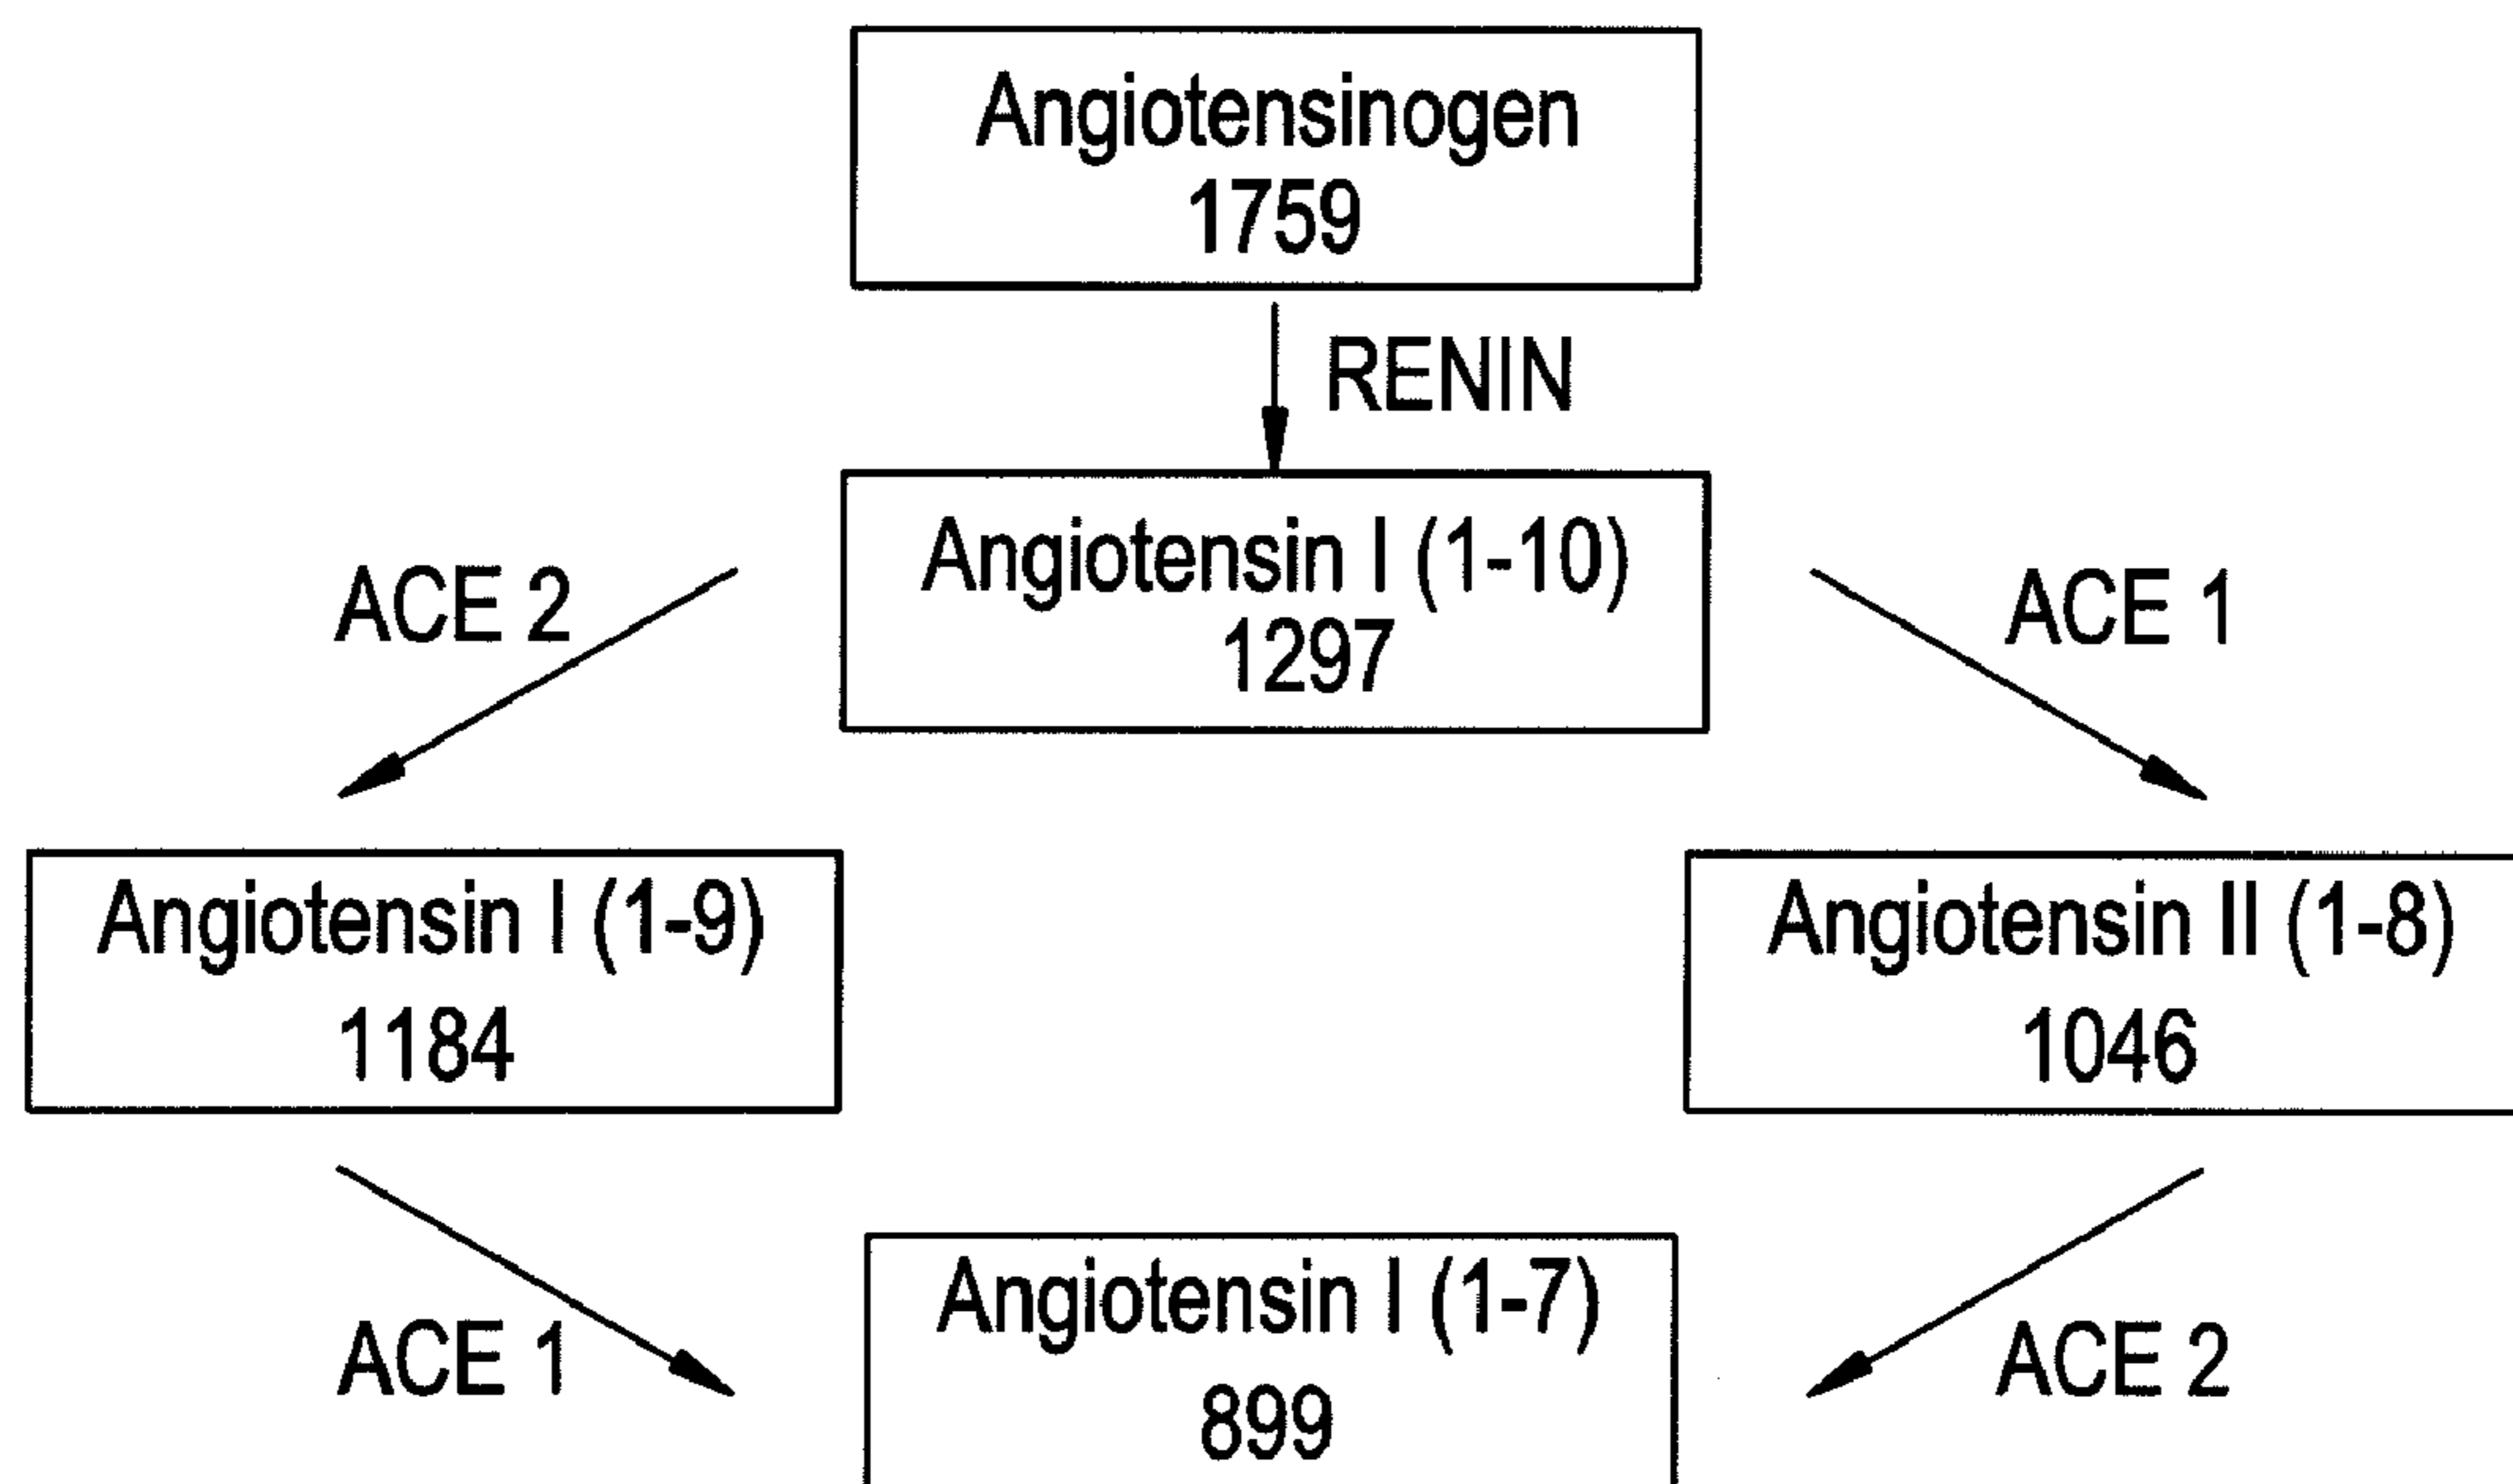 Angiotensinogen
1759
RENIN
Angiotensin I (1-10)
1297
ACE 2
ACE 1
Angiotensin I (1-9)
1184
Angiotensin II (1-8)
1046
ACE 1
Angiotensin I (1-7)
899
ACE 2